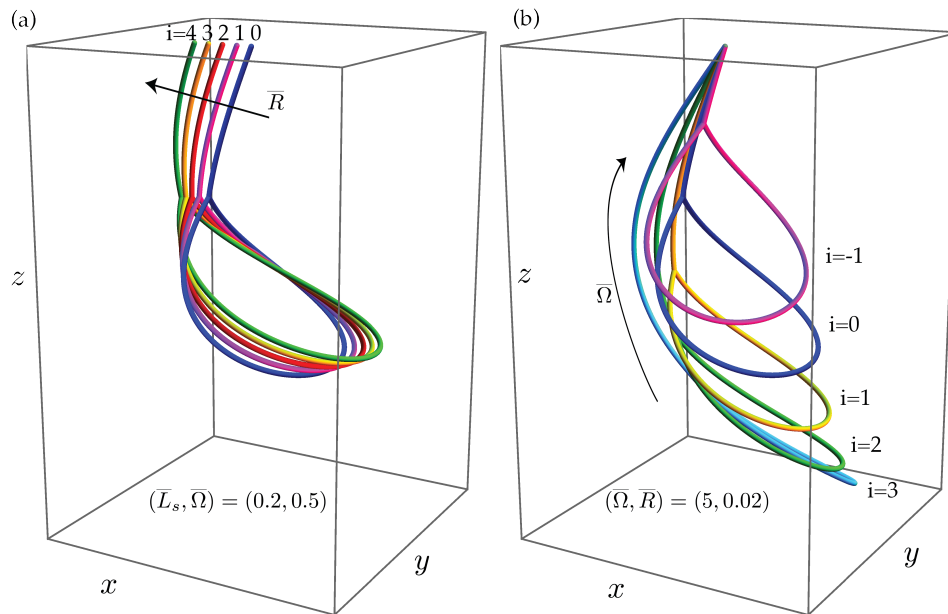 (a)
i=4 3 2 1 0
R̅
z
(L̅ₛ, Ω̅) = (0.2, 0.5)
x
y
(b)
i=-1
i=0
Ω̅
i=1
i=2
i=3
z
(Ω̅, R̅) = (5, 0.02)
x
y